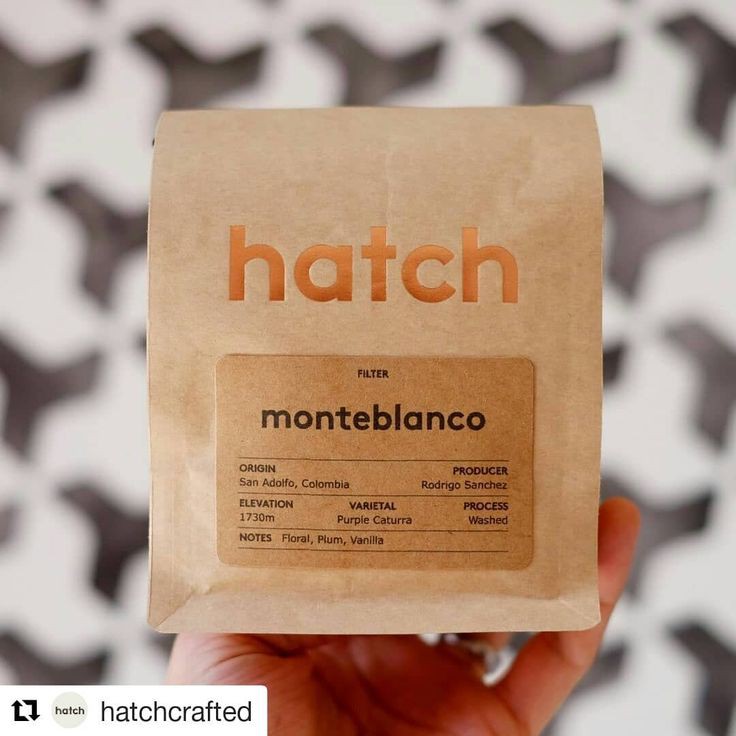 hatch
FILTER
monteblanco
ORIGIN PRODUCER
San Adolfo, Colombia Rodrigo Sanchez
ELEVATION VARIETAL PROCESS
1730m Purple Caturra Washed
NOTES Floral, Plum, Vanilla
hatch hatchcrafted